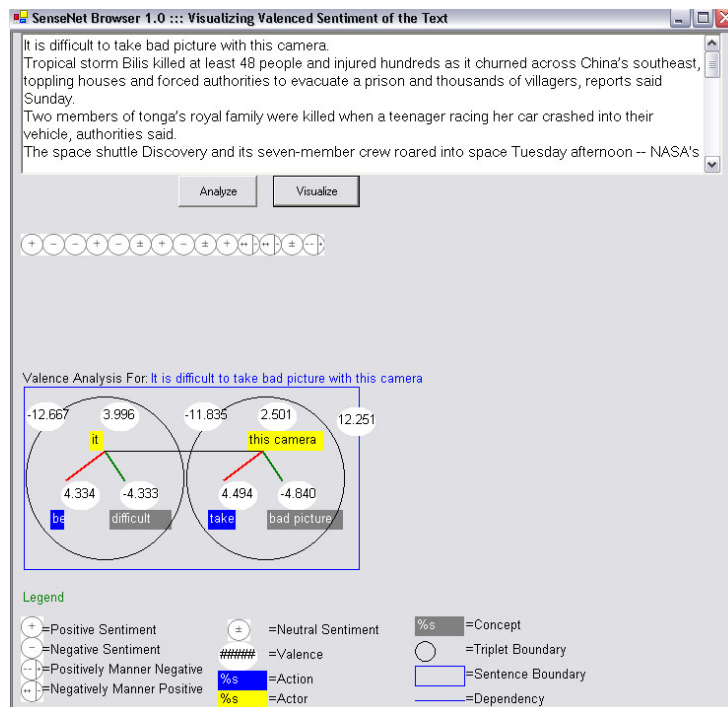 SenseNet Browser 1.0 ::: Visualizing Valenced Sentiment of the Text
It is difficult to take bad picture with this camera.
Tropical storm Bilis killed at least 48 people and injured hundreds as it churned across China's southeast,
toppling houses and forced authorities to evacuate a prison and thousands of villagers, reports said
Sunday.
Two members of tonga's royal family were killed when a teenager racing her car crashed into their
vehicle, authorities said.
The space shuttle Discovery and its seven-member crew roared into space Tuesday afternoon -- NASA's
Analyze Visualize
+ − − + − ± + − ± + ↔|- ↔|- ± --|+
Valence Analysis For: It is difficult to take bad picture with this camera
-12.667 3.996 -11.835 2.501 12.251
it this camera
4.334 -4.333 4.494 -4.840
be difficult take bad picture
Legend
+ =Positive Sentiment ± =Neutral Sentiment %s =Concept
− =Negative Sentiment ##### =Valence =Triplet Boundary
=Positively Manner Negative %s =Action =Sentence Boundary
=Negatively Manner Positive %s =Actor =Dependency